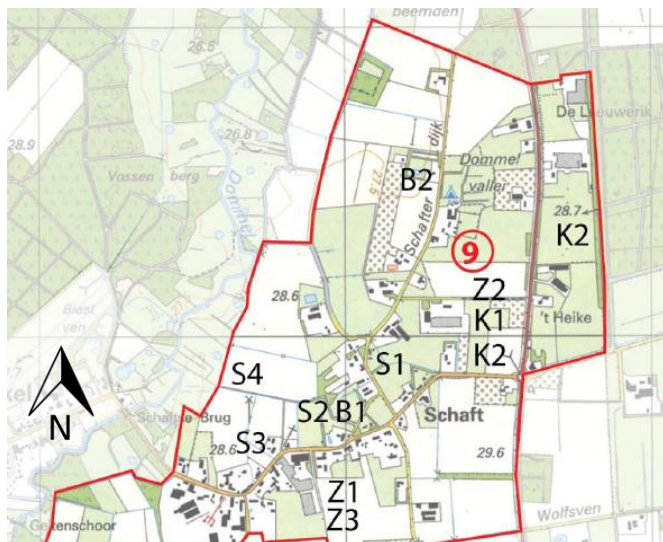 beemden
26.5
De Leeuwerik
26.8
28.9
Vossen berg
Dommel
27.5
B2
Schafter dijk
Dommel
vallei
28.7
9
K2
Z2
28.6
K1
't Heike
S1
K2
S4
N
S2 B1
Schaft
Schaftse Brug
28.6
S3
29.6
Z1
Z3
Wolfsven